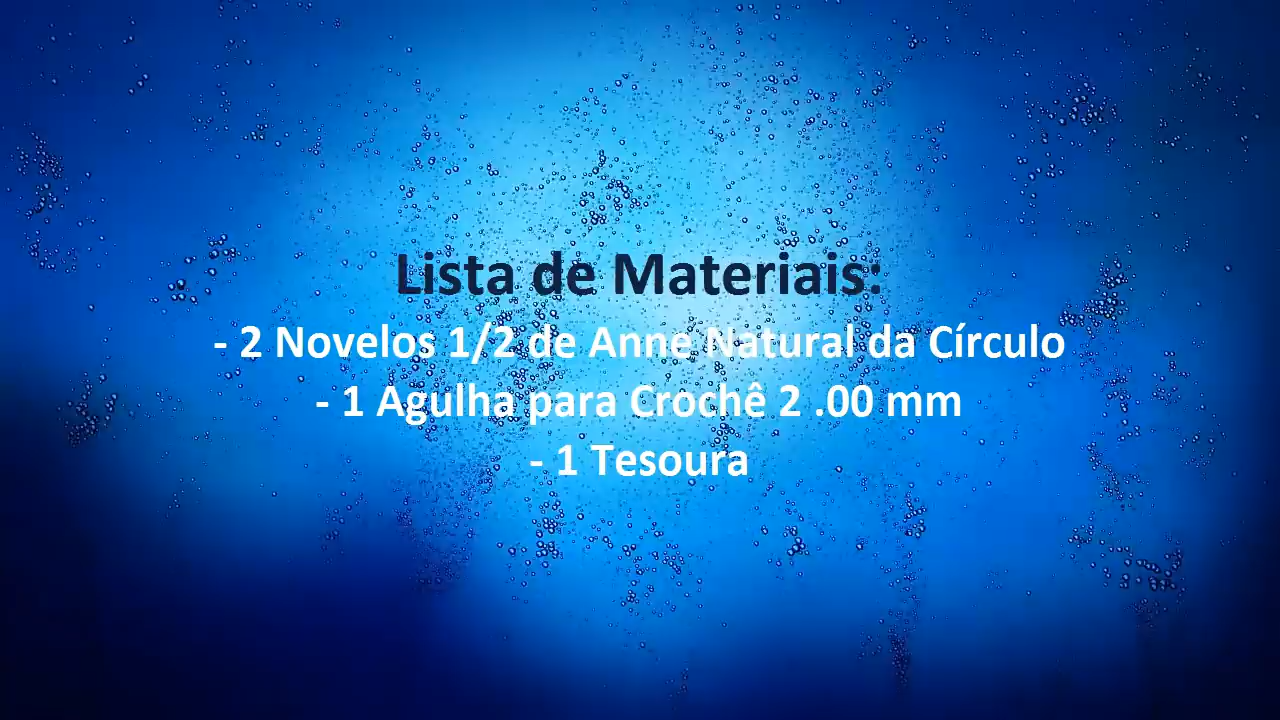 Lista de Materiais:
- 2 Novelos 1/2 de Anne Natural da Círculo
- 1 Agulha para Crochê 2 .00 mm
- 1 Tesoura